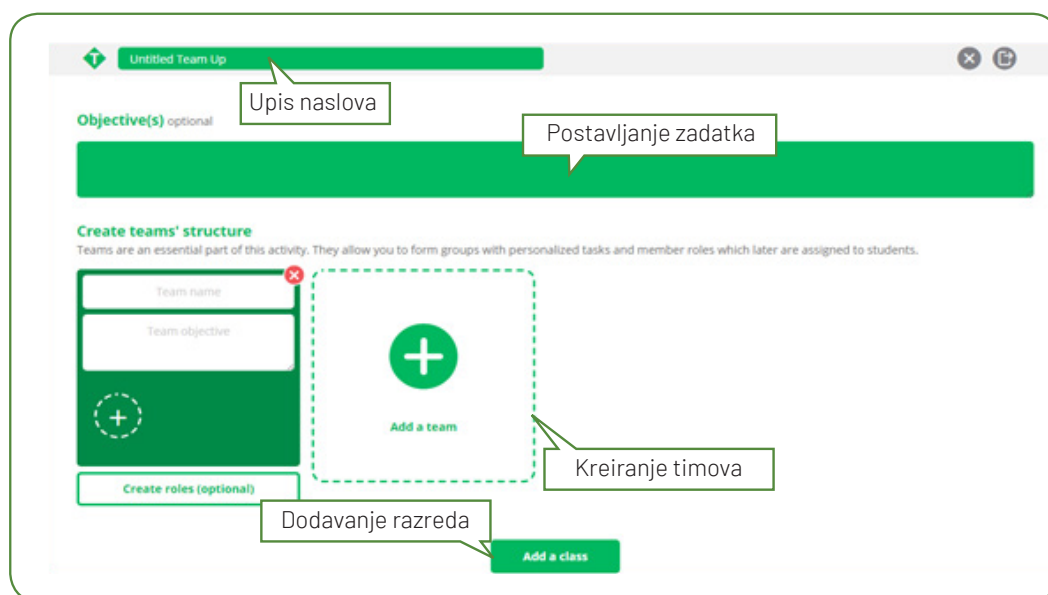 T
Untitled Team Up
Upis naslova
Objective(s) optional
Postavljanje zadatka
Create teams' structure
Teams are an essential part of this activity. They allow you to form groups with personalized tasks and member roles which later are assigned to students.
Team name
Team objective
Add a team
Kreiranje timova
Create roles (optional)
Dodavanje razreda
Add a class